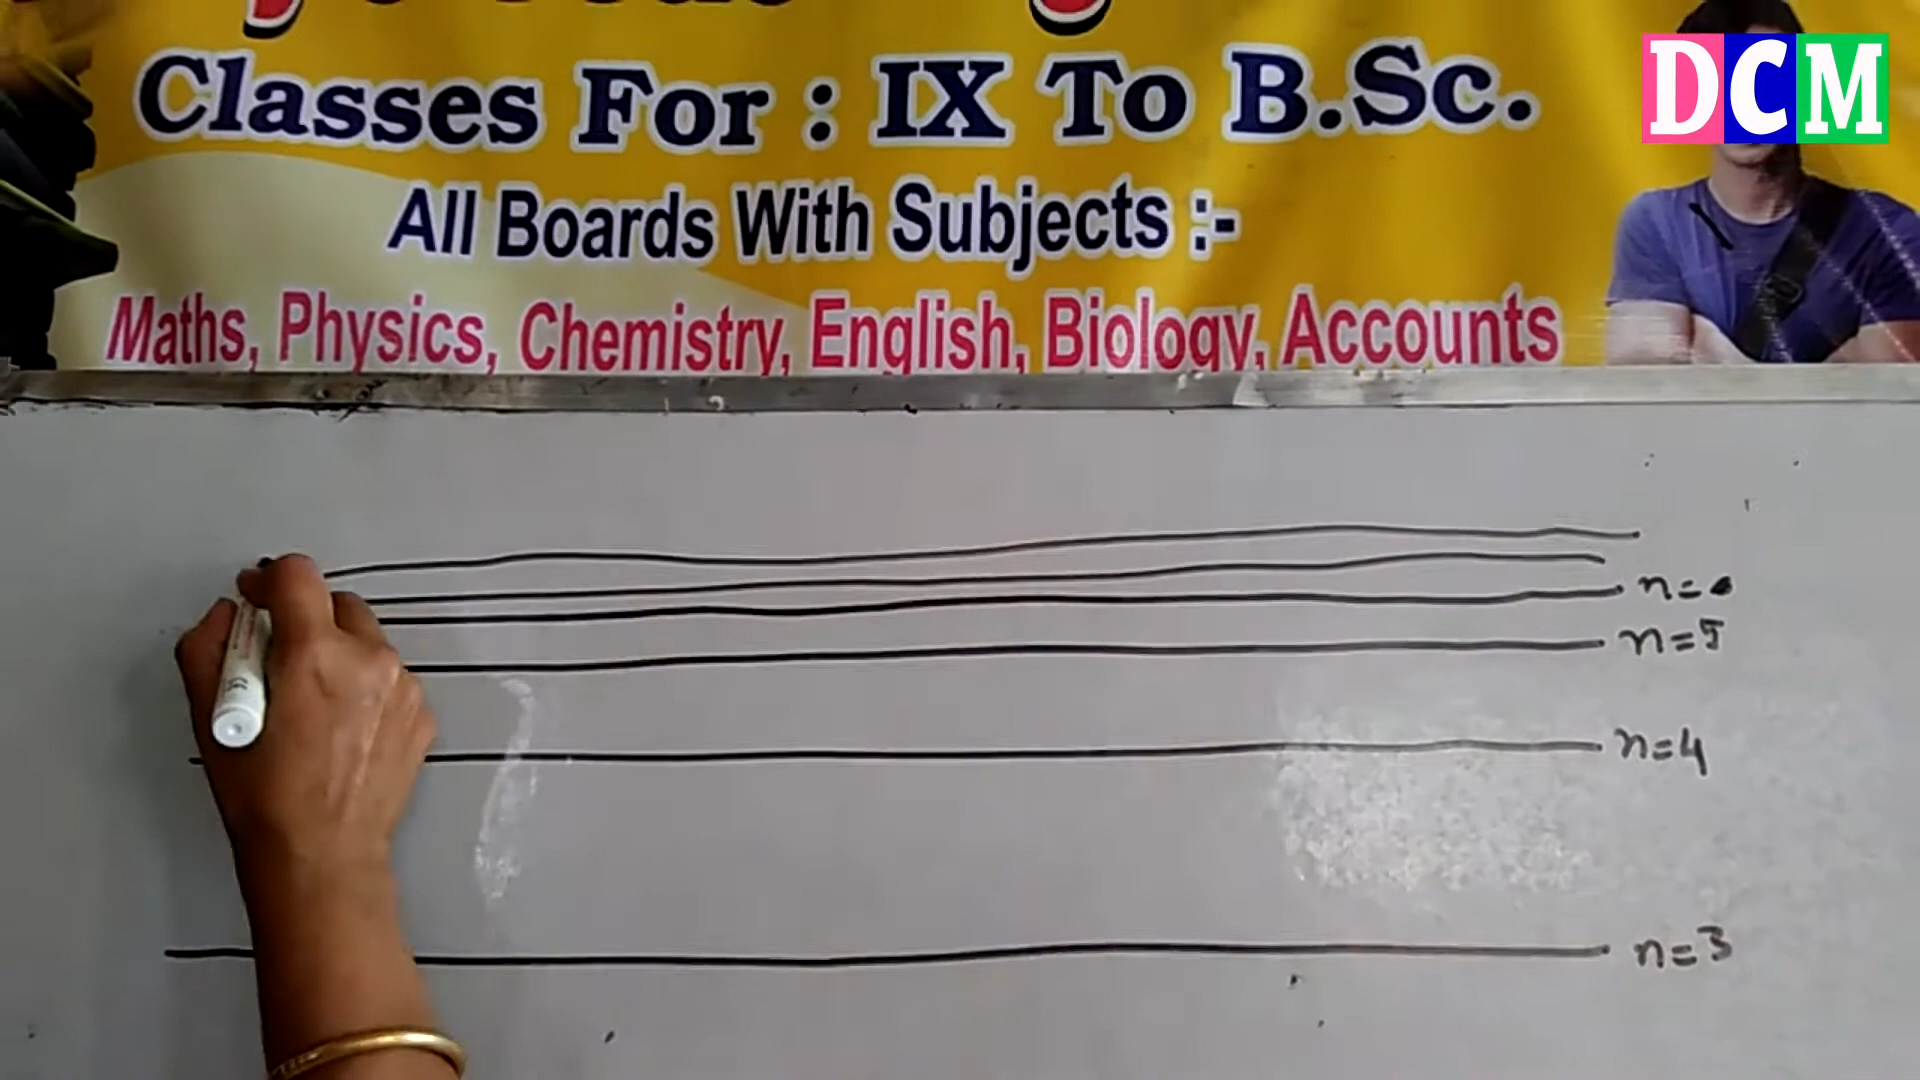 DCM
Classes For : IX To B.Sc.
All Boards With Subjects :-
Maths, Physics, Chemistry, English, Biology, Accounts
n=
n=5
n=4
n=3